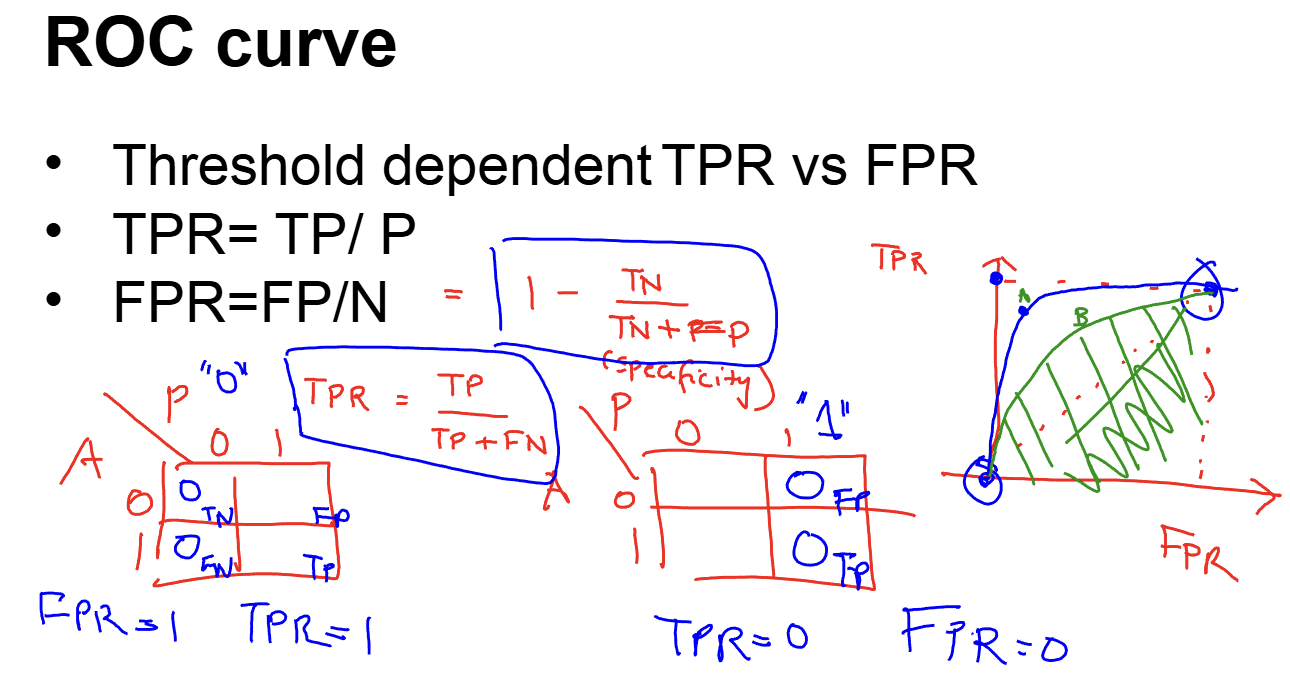 ROC curve
• Threshold dependent TPR vs FPR
• TPR= TP/ P
• FPR=FP/N = 1 - TN / TN + FP
(specificity)
TPR = TP / TP + FN
P "0"
A
0 1
0 0 TN FP
1 0 FN TP
FPR=1 TPR=1
P "1"
A
0 1
0 0 FP
1 0 TP
TPR=0 FPR=0
TPR
A
B
FPR